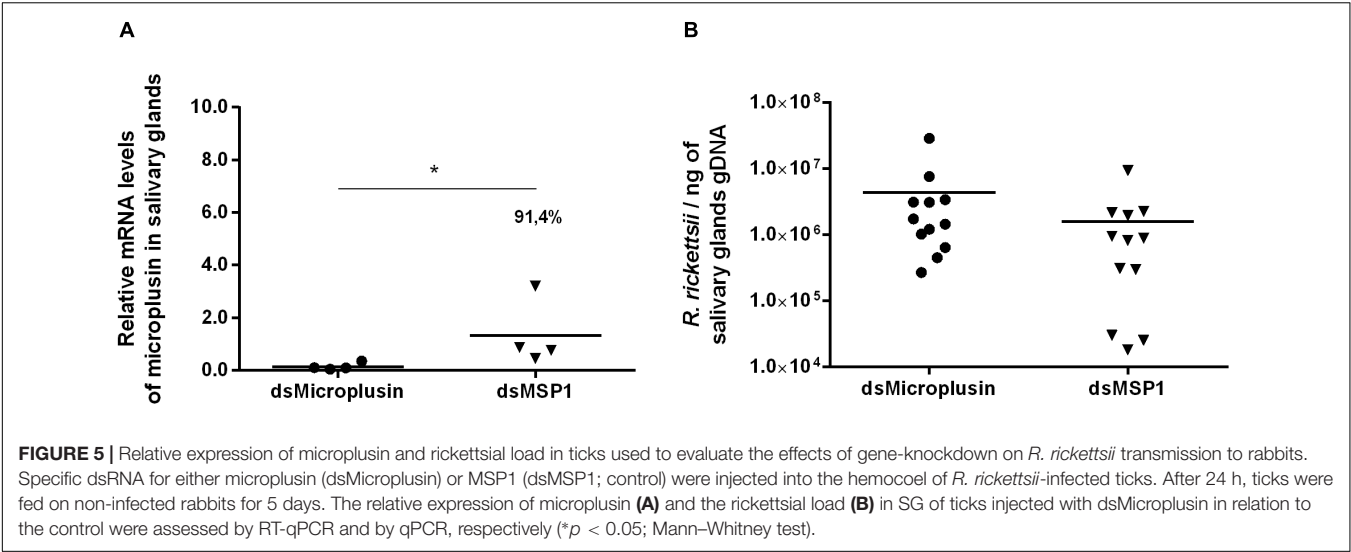 A
Relative mRNA levels
of microplusin in salivary glands
10.0
8.0
6.0
4.0
2.0
0.0
*
91,4%
dsMicroplusin
dsMSP1
B
R. rickettsii / ng of
salivary glands gDNA
1.0×10⁸
1.0×10⁷
1.0×10⁶
1.0×10⁵
1.0×10⁴
dsMicroplusin
dsMSP1
FIGURE 5 | Relative expression of microplusin and rickettsial load in ticks used to evaluate the effects of gene-knockdown on R. rickettsii transmission to rabbits.
Specific dsRNA for either microplusin (dsMicroplusin) or MSP1 (dsMSP1; control) were injected into the hemocoel of R. rickettsii-infected ticks. After 24 h, ticks were
fed on non-infected rabbits for 5 days. The relative expression of microplusin (A) and the rickettsial load (B) in SG of ticks injected with dsMicroplusin in relation to
the control were assessed by RT-qPCR and by qPCR, respectively (*p < 0.05; Mann–Whitney test).